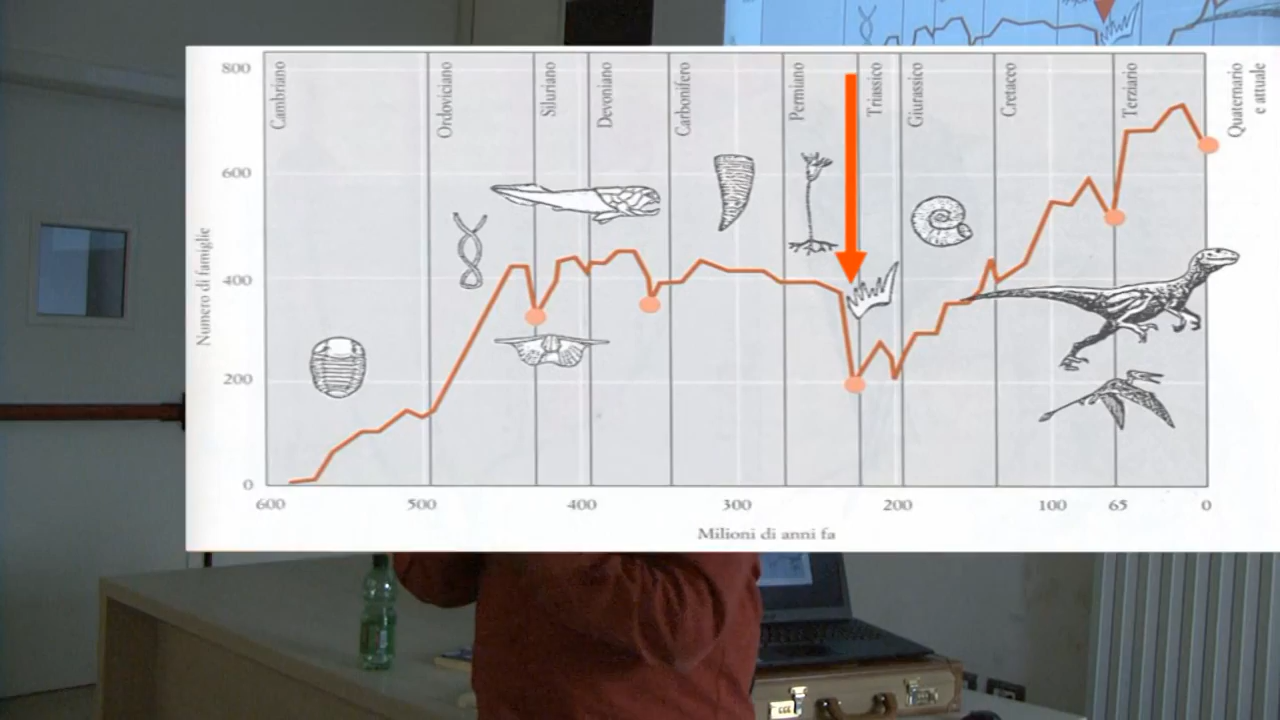 800
600
400
200
0
Numero di famiglie
Cambriano
Ordoviciano
Siluriano
Devoniano
Carbonifero
Permiano
Triassico
Giurassico
Cretaceo
Terziario
Quaternario
e attuale
600 500 400 300 200 100 65 0
Milioni di anni fa